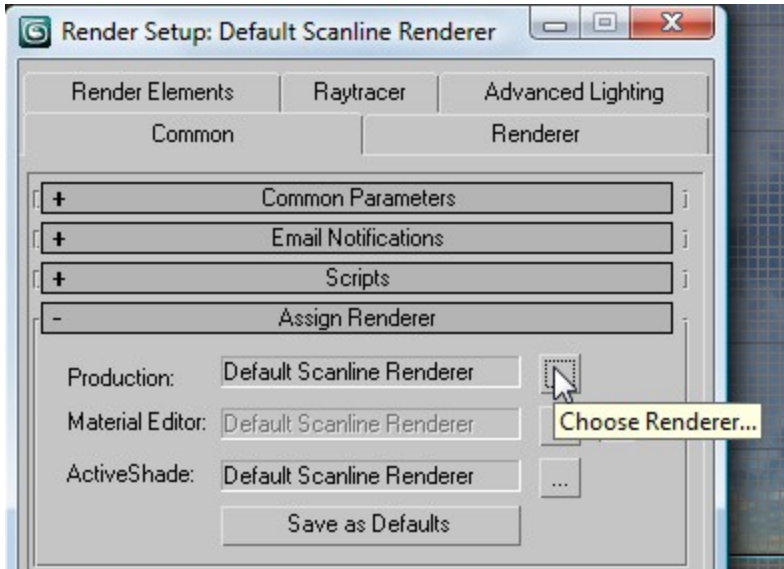 Render Setup: Default Scanline Renderer
Render Elements Raytracer Advanced Lighting
Common Renderer
+ Common Parameters
+ Email Notifications
+ Scripts
- Assign Renderer
Production: Default Scanline Renderer
Material Editor: Default Scanline Renderer
Choose Renderer...
ActiveShade: Default Scanline Renderer ...
Save as Defaults